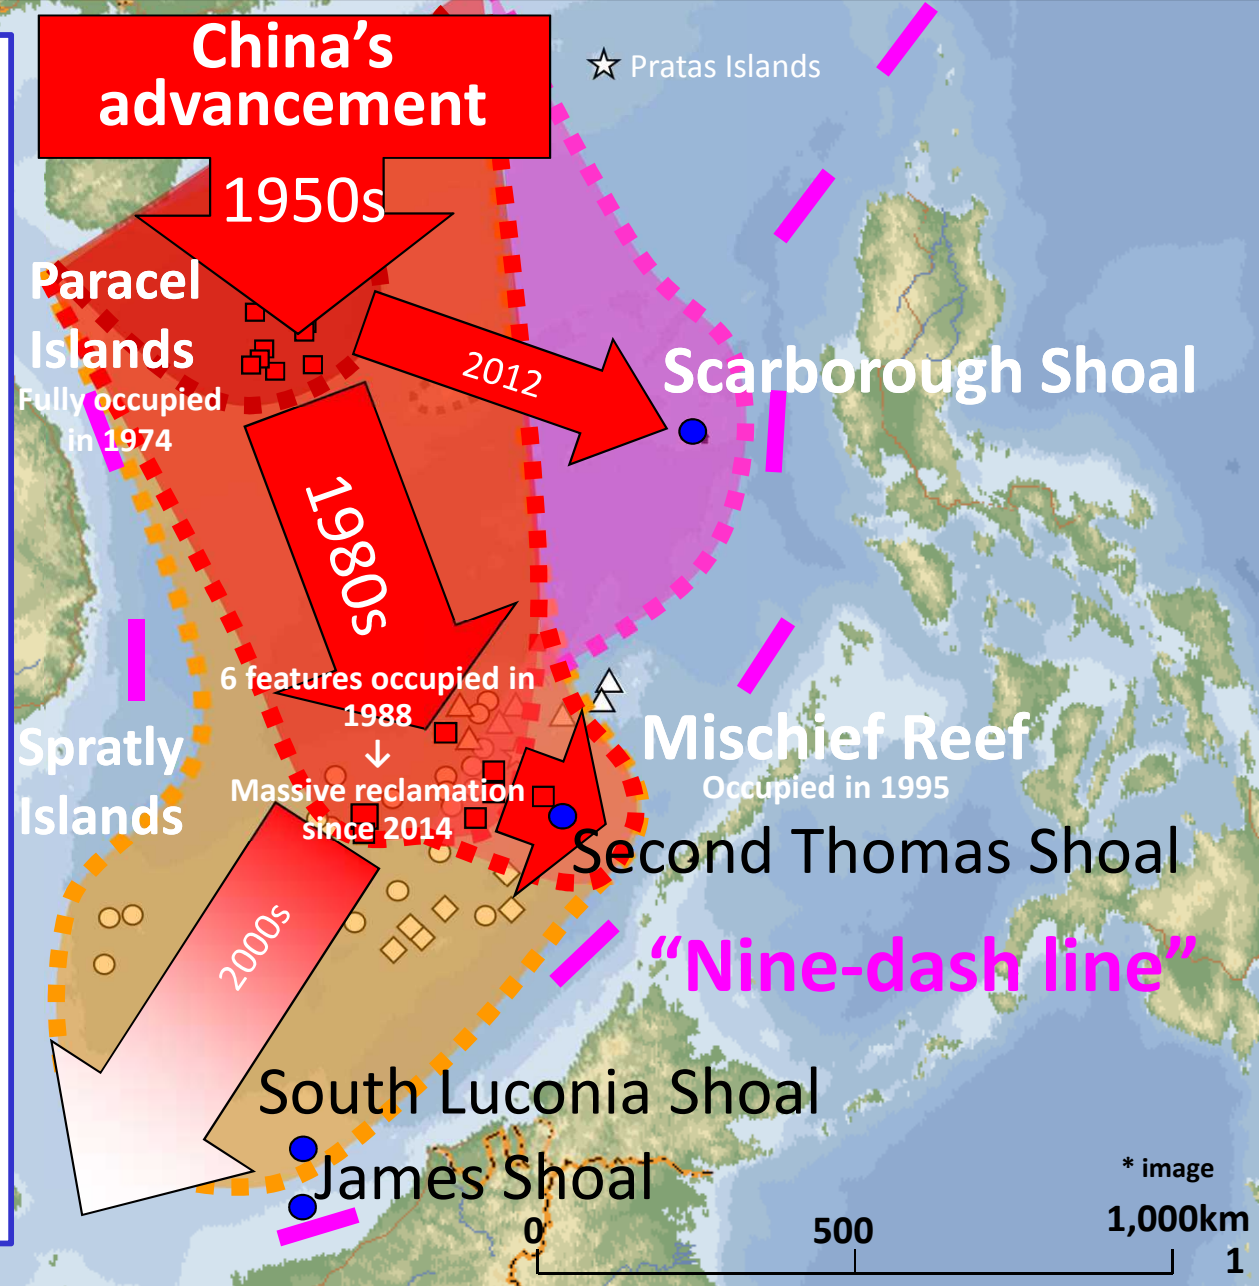 China’s
advancement
☆ Pratas Islands
1950s
Paracel
Islands
Fully occupied
in 1974
2012
Scarborough Shoal
1980s
6 features occupied in
1988
↓
Massive reclamation
since 2014
Spratly
Islands
Mischief Reef
Occupied in 1995
Second Thomas Shoal
2000s
“Nine-dash line”
South Luconia Shoal
James Shoal
* image
0 500 1,000km
1